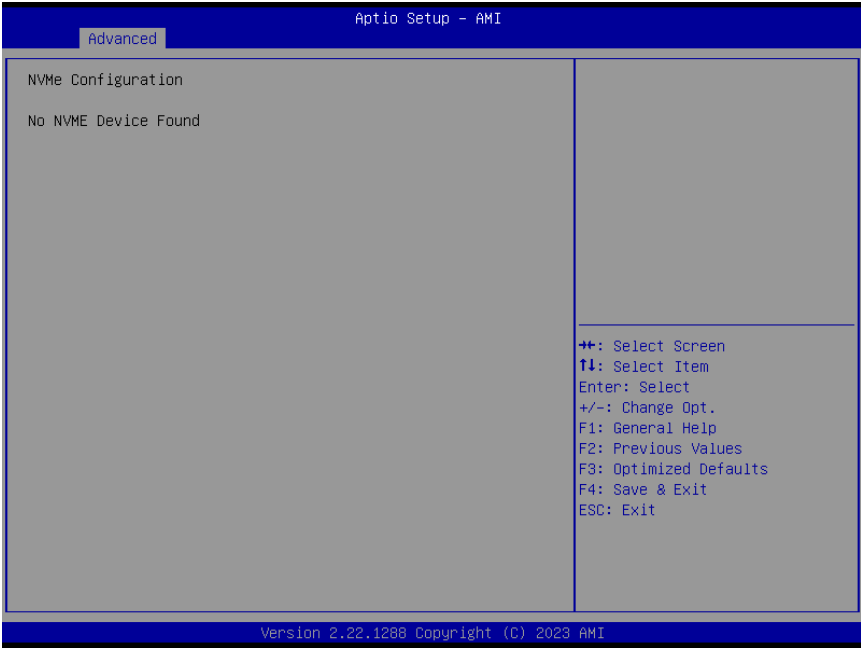 Aptio Setup – AMI
Advanced
NVMe Configuration
No NVME Device Found
→←: Select Screen
↑↓: Select Item
Enter: Select
+/-: Change Opt.
F1: General Help
F2: Previous Values
F3: Optimized Defaults
F4: Save & Exit
ESC: Exit
Version 2.22.1288 Copyright (C) 2023 AMI